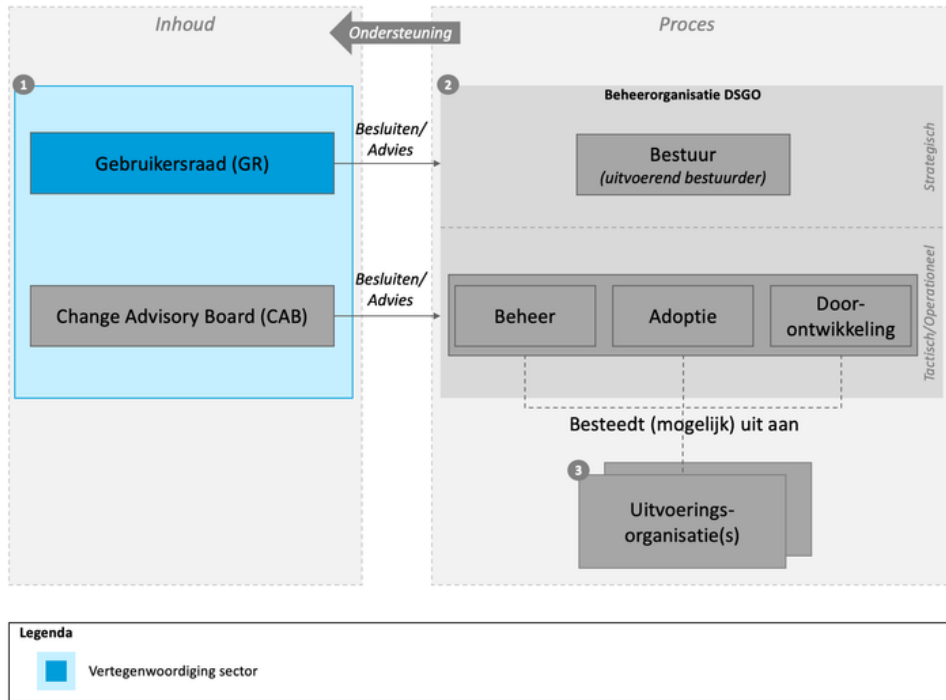 Inhoud
Ondersteuning
Proces
1
2
Beheerorganisatie DSGO
Gebruikersraad (GR)
Besluiten/
Advies
Bestuur
(uitvoerend bestuurder)
Strategisch
Change Advisory Board (CAB)
Besluiten/
Advies
Beheer
Adoptie
Door-
ontwikkeling
Tactisch/Operationeel
Besteedt (mogelijk) uit aan
3
Uitvoerings-
organisatie(s)
Legenda
Vertegenwoordiging sector